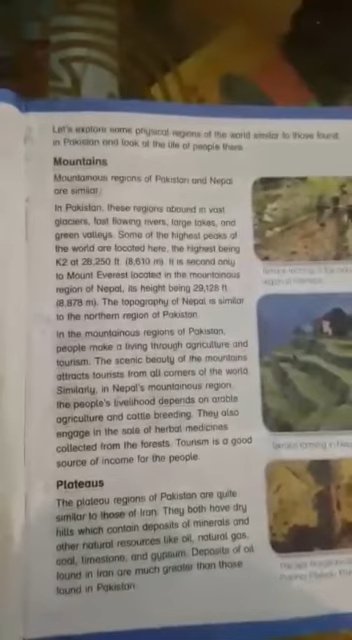 Let's explore some physical regions of the world similar to those found
in Pakistan and look at the life of people there.
Mountains
Mountainous regions of Pakistan and Nepal
are similar.
In Pakistan, these regions abound in vast
glaciers, fast flowing rivers, large lakes, and
green valleys. Some of the highest peaks of
the world are located here, the highest being
K2 at 28,250 ft. (8,610 m). It is second only
to Mount Everest located in the mountainous
region of Nepal, its height being 29,128 ft.
(8,878 m). The topography of Nepal is similar
to the northern region of Pakistan.
In the mountainous regions of Pakistan,
people make a living through agriculture and
tourism. The scenic beauty of the mountains
attracts tourists from all corners of the world.
Similarly, in Nepal's mountainous region,
the people's livelihood depends on arable
agriculture and cattle breeding. They also
engage in the sale of herbal medicines
collected from the forests. Tourism is a good
source of income for the people.
Plateaus
The plateau regions of Pakistan are quite
similar to those of Iran. They both have dry
hills which contain deposits of minerals and
other natural resources like oil, natural gas,
coal, limestone, and gypsum. Deposits of oil
found in Iran are much greater than those
found in Pakistan.
Terrace farming in